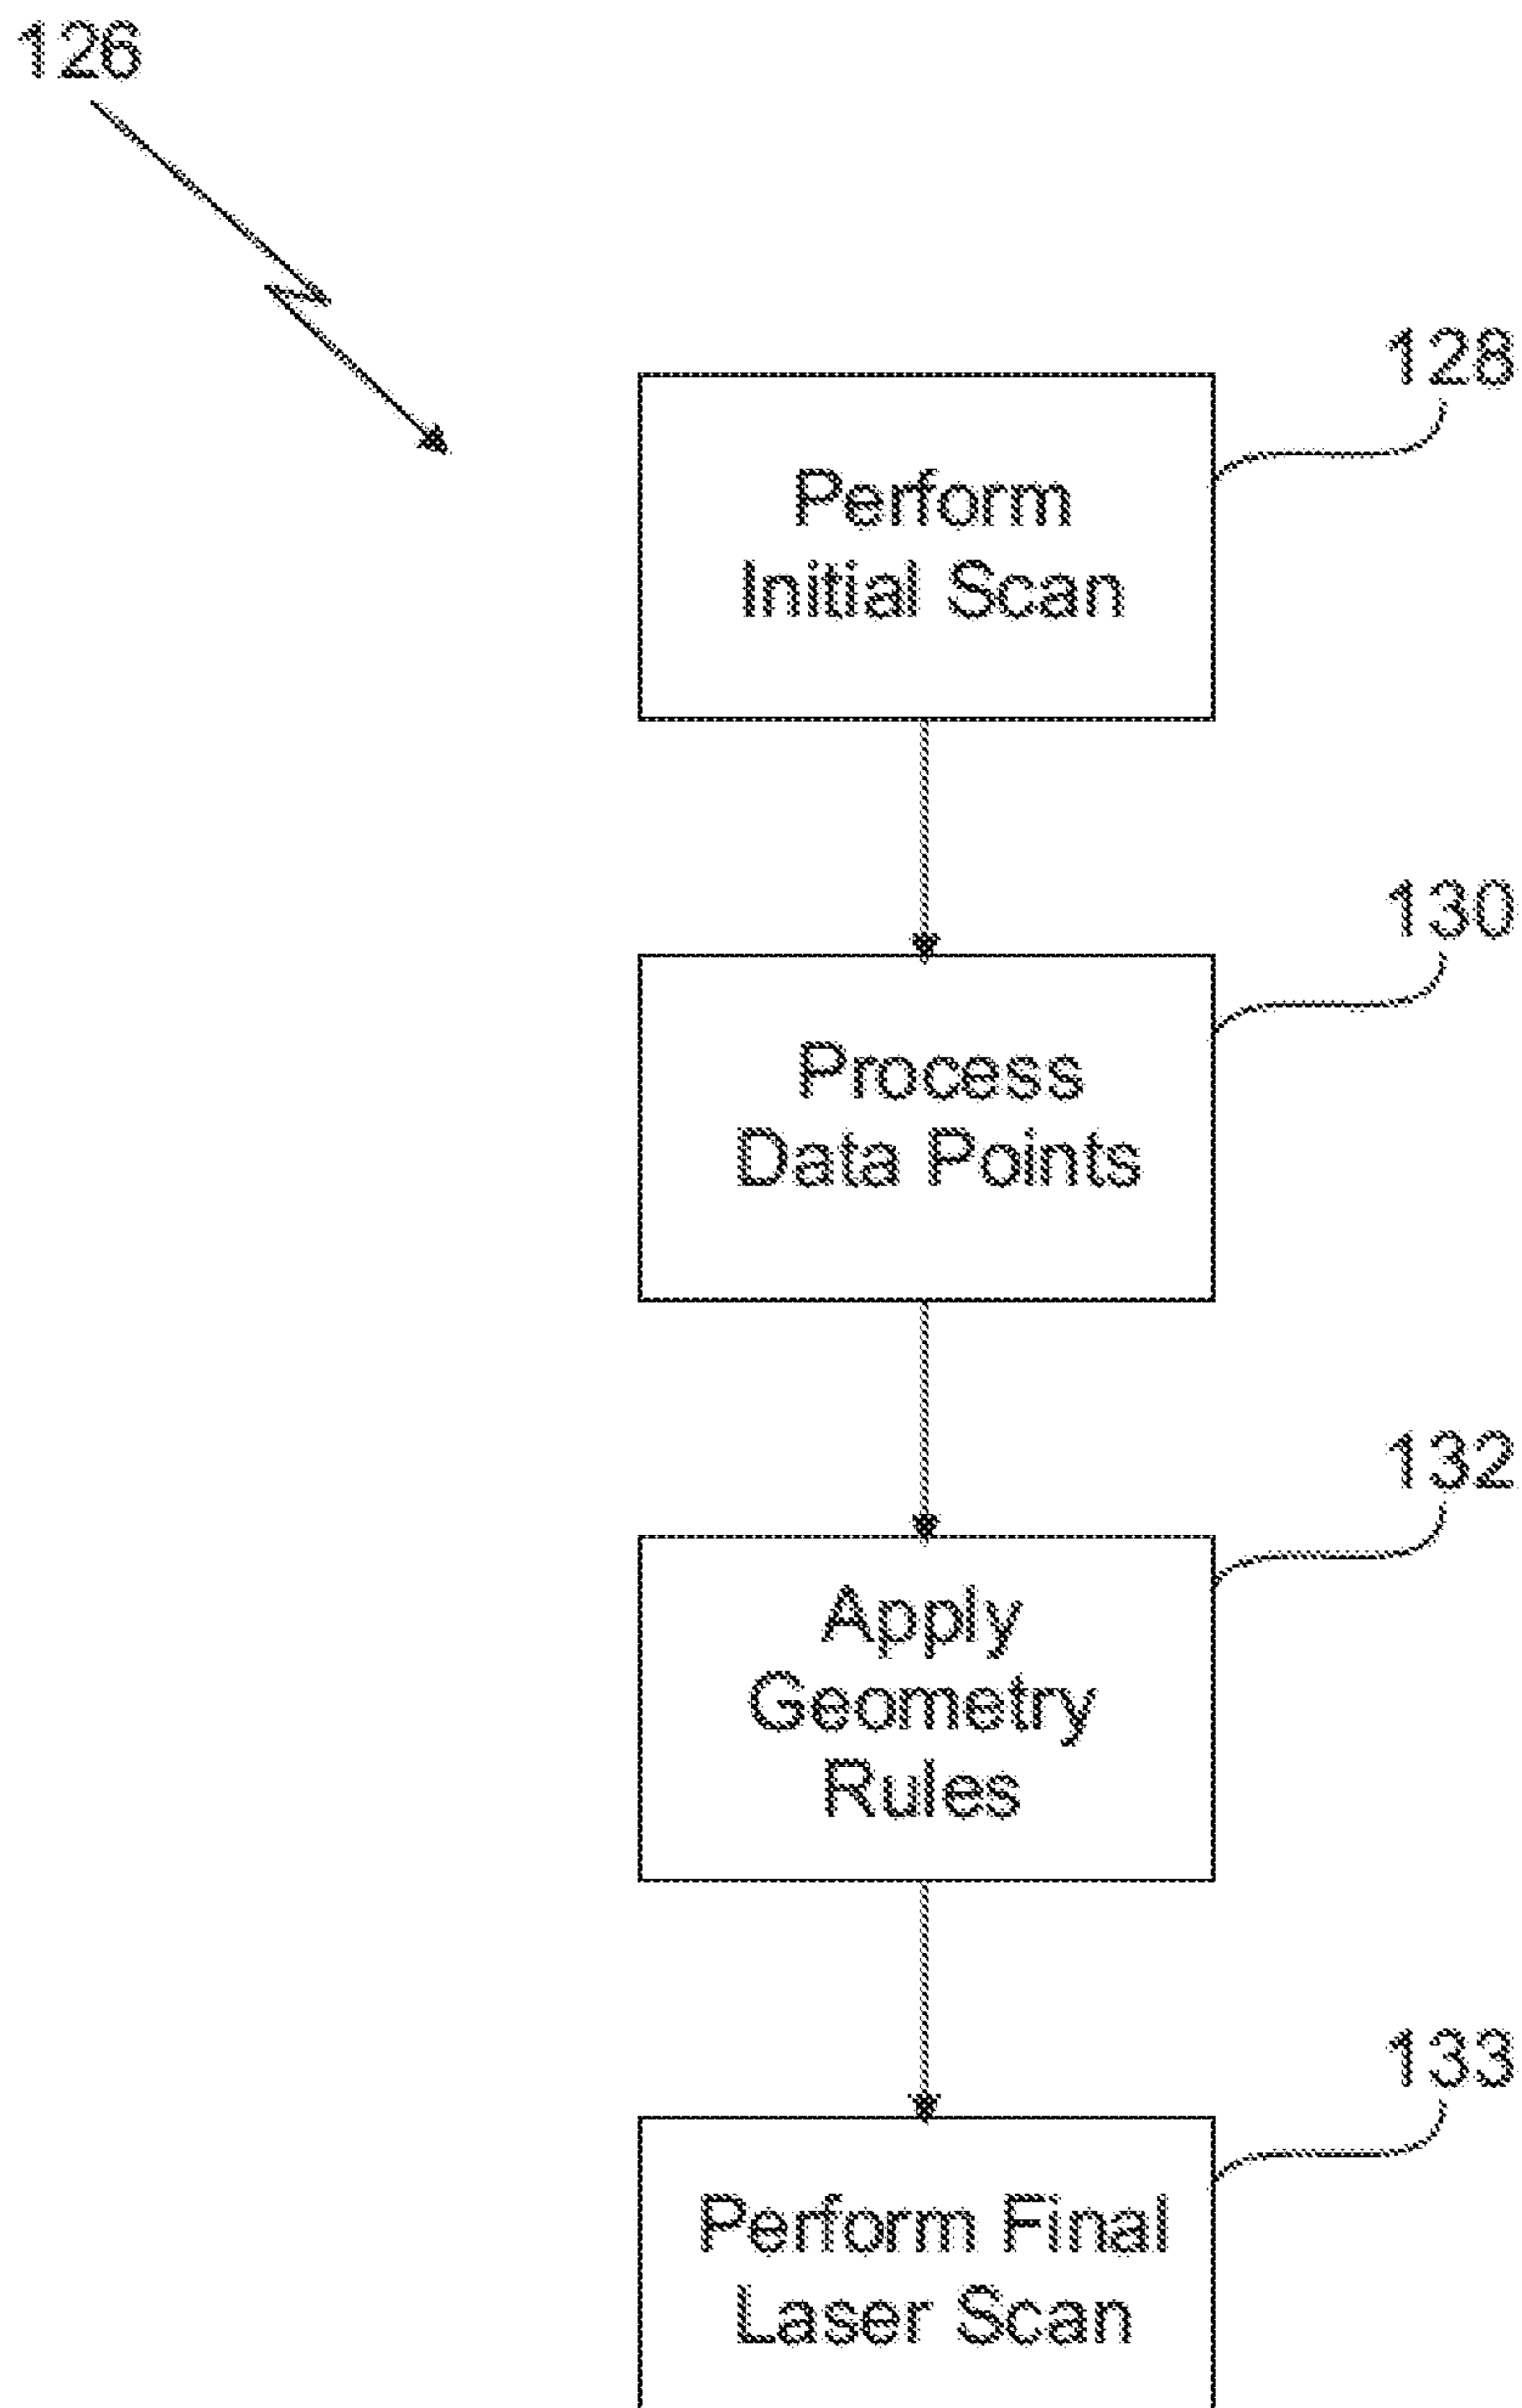 126
128
Perform
Initial Scan
130
Process
Data Points
132
Apply
Geometry
Rules
133
Perform Final
Laser Scan